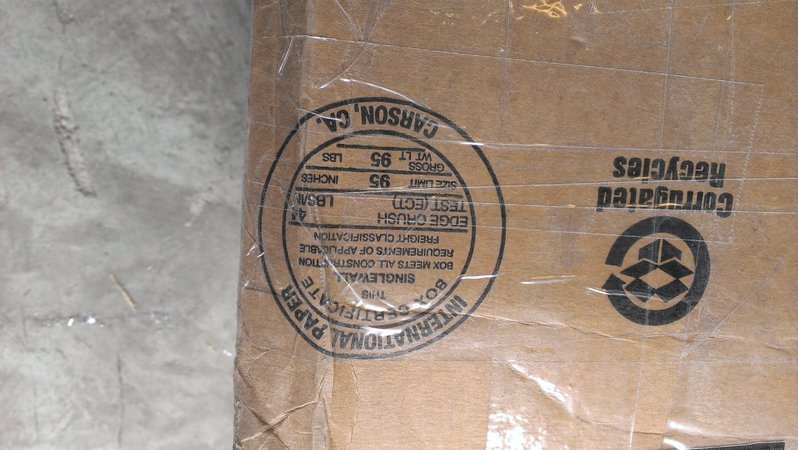 INTERNATIONAL PAPER
BOX CERTIFICATE
THIS
SINGLEWALL
BOX MEETS ALL CONSTRUCTION
REQUIREMENTS OF APPLICABLE
FREIGHT CLASSIFICATION
EDGE CRUSH
TEST (ECT) 44 LBS/IN
SIZE LIMIT 95 INCHES
GROSS
WT LT 95 LBS
CARSON, CA.
Corrugated
Recycles